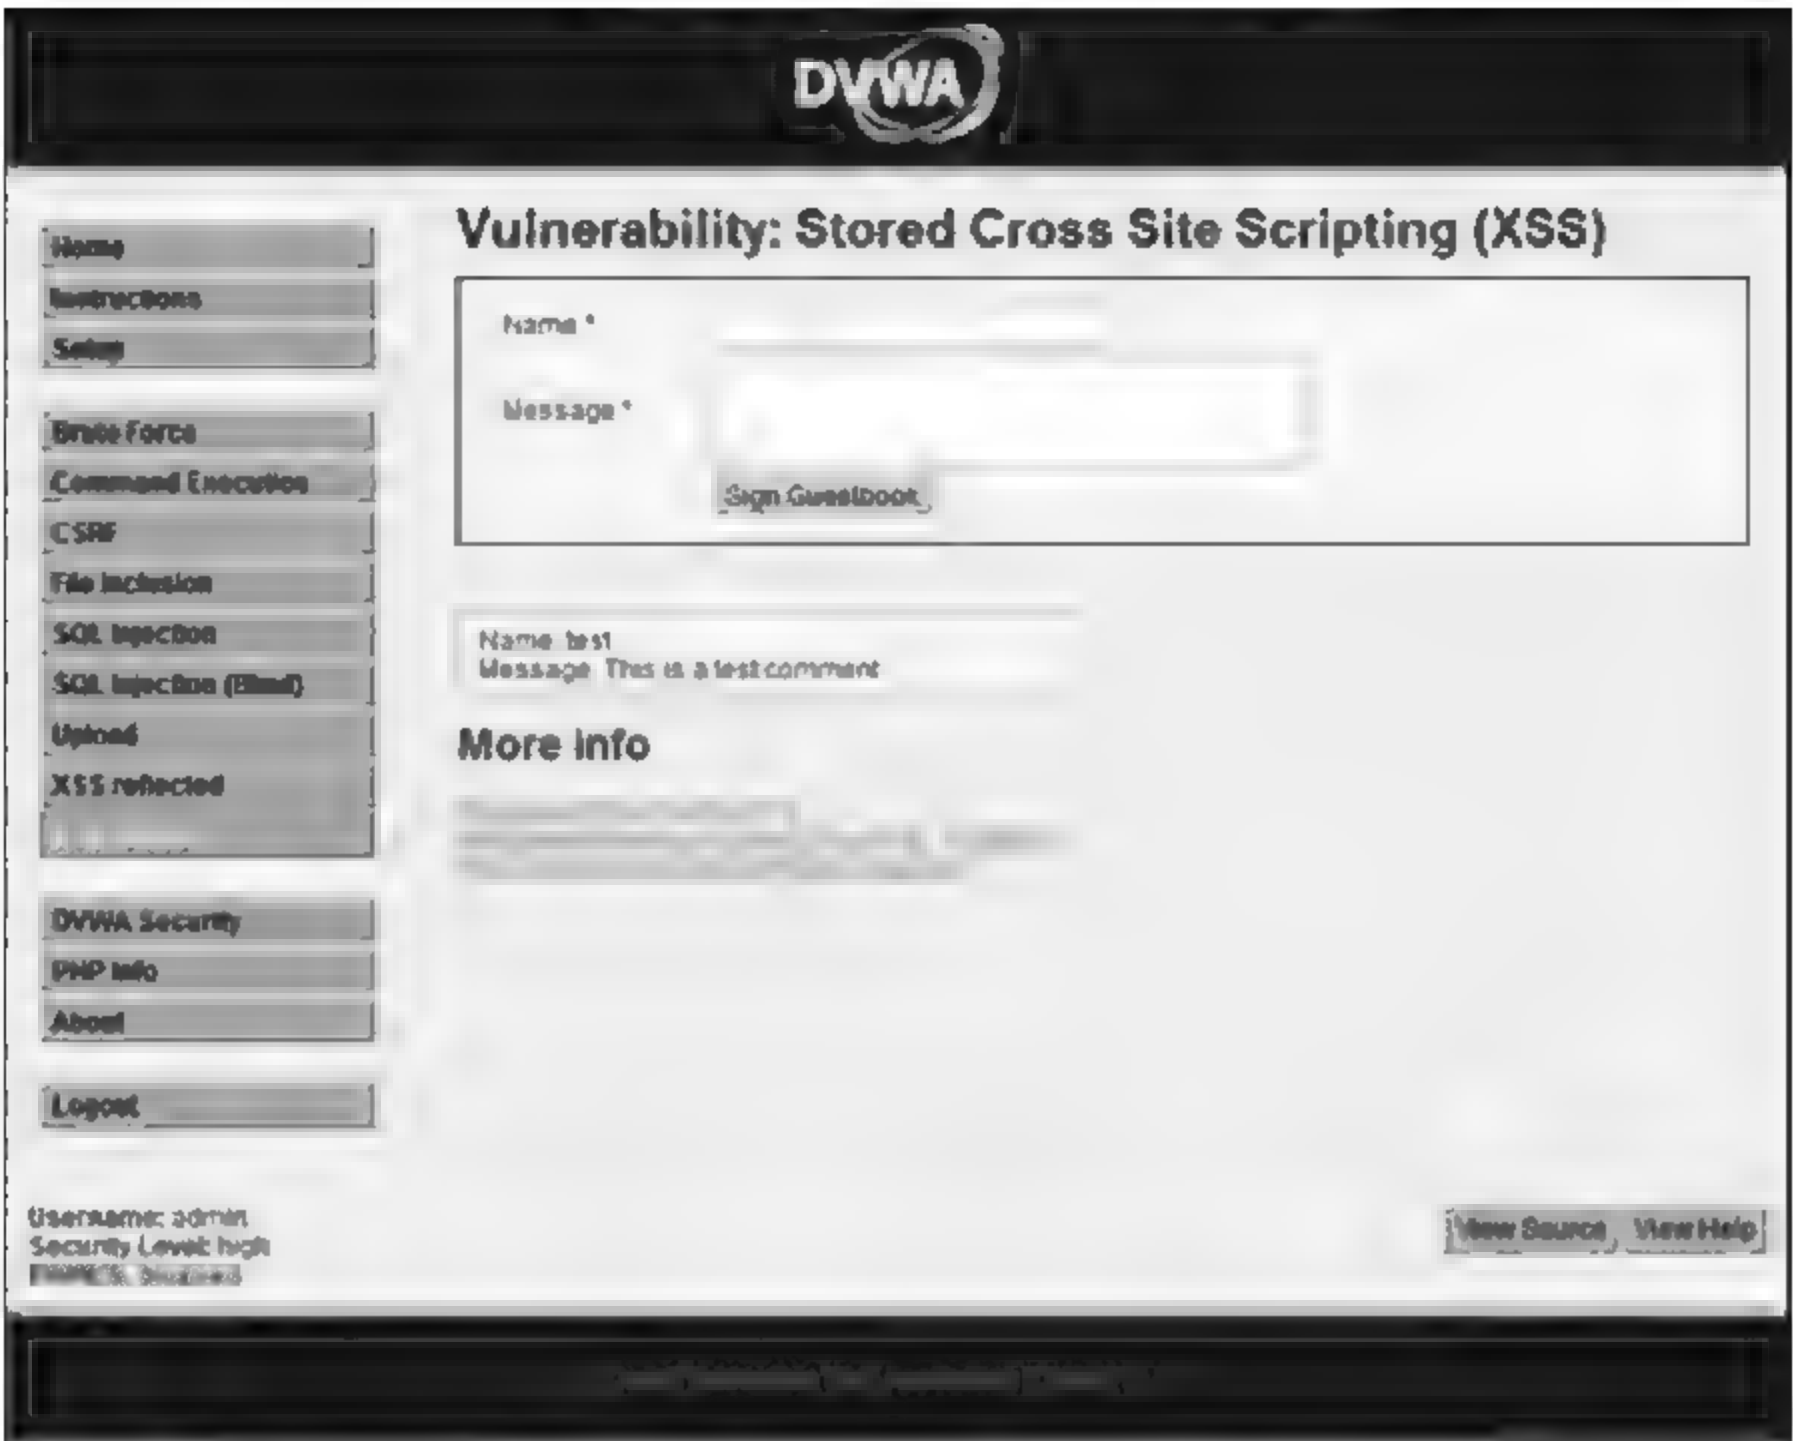 DVWA
Vulnerability: Stored Cross Site Scripting (XSS)
Home
Instructions
Setup
Brute Force
Command Execution
CSRF
File Inclusion
SQL Injection
SQL Injection (Blind)
Upload
XSS reflected
DVWA Security
PHP Info
About
Logout
Name *
Message *
Sign Guestbook
Name test
Message This is a test comment
More info
Username: admin
Security Level: high
View Source
View Help